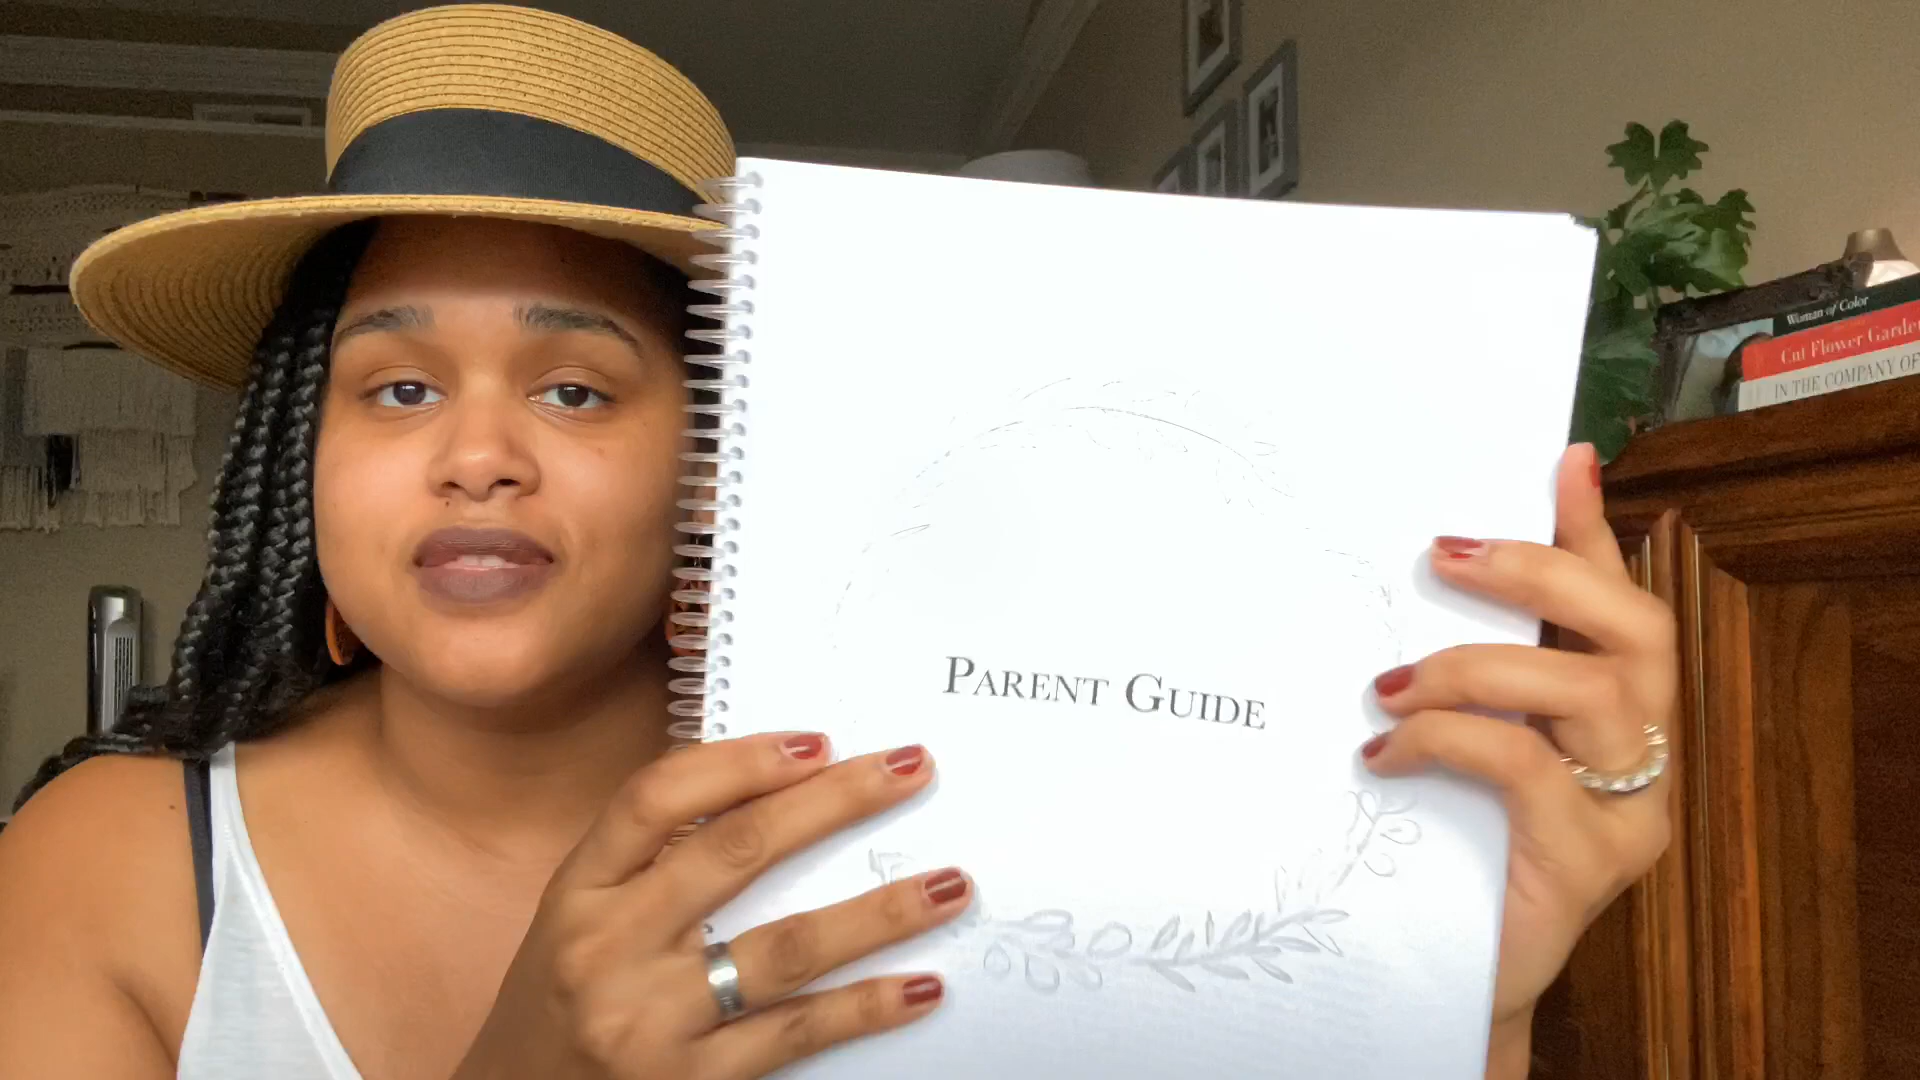 PARENT GUIDE
Woman of Color
Cut Flower Garde
IN THE COMPANY OF